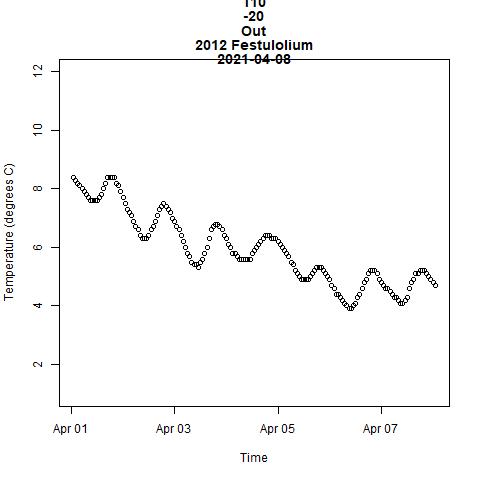 110
-20
Out
2012 Festulolium
2021-04-08
Temperature (degrees C)
12
10
8
6
4
2
Apr 01
Apr 03
Apr 05
Apr 07
Time